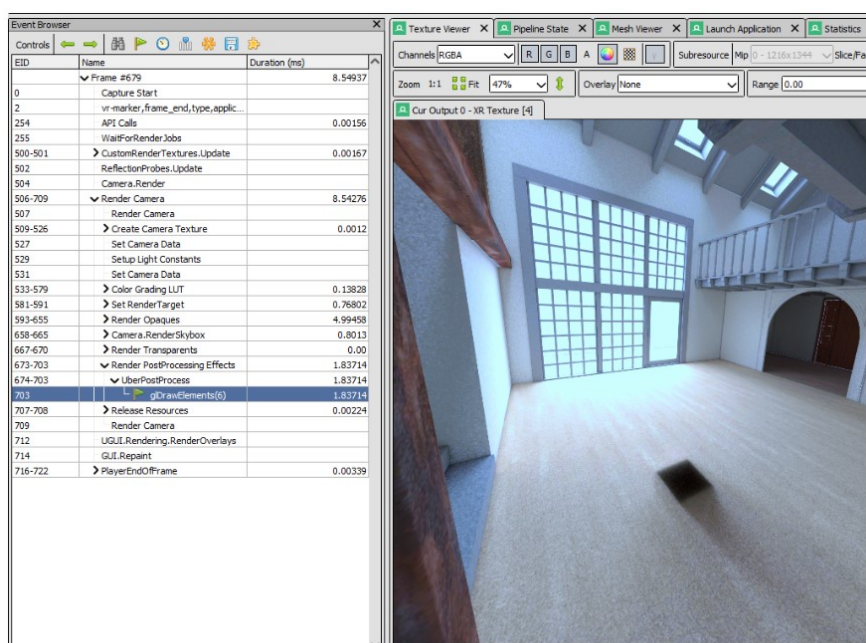 Event Browser
Controls
EID Name Duration (ms)
Frame #679 8.54937
0 Capture Start
2 vr-marker,frame_end,type,applic...
254 API Calls 0.00156
255 WaitForRenderJobs
500-501 CustomRenderTextures.Update 0.00167
502 ReflectionProbes.Update
504 Camera.Render
506-709 Render Camera 8.54276
507 Render Camera
509-526 Create Camera Texture 0.0012
527 Set Camera Data
529 Setup Light Constants
531 Set Camera Data
533-579 Color Grading LUT 0.13828
581-591 Set RenderTarget 0.76802
593-655 Render Opaques 4.99458
658-665 Camera.RenderSkybox 0.8013
667-670 Render Transparents 0.00
673-703 Render PostProcessing Effects 1.83714
674-703 UberPostProcess 1.83714
703 glDrawElements(6) 1.83714
707-708 Release Resources 0.00224
709 Render Camera
712 UGUI.Rendering.RenderOverlays
714 GUI.Repaint
716-722 PlayerEndOfFrame 0.00339
Texture Viewer X Pipeline State X Mesh Viewer X Launch Application X Statistics
Channels RGBA R G B A Subresource Mip 0 - 1216x1344 Slice/Fa
Zoom 1:1 Fit 47% Overlay None Range 0.00
Cur Output 0 - XR Texture [4]